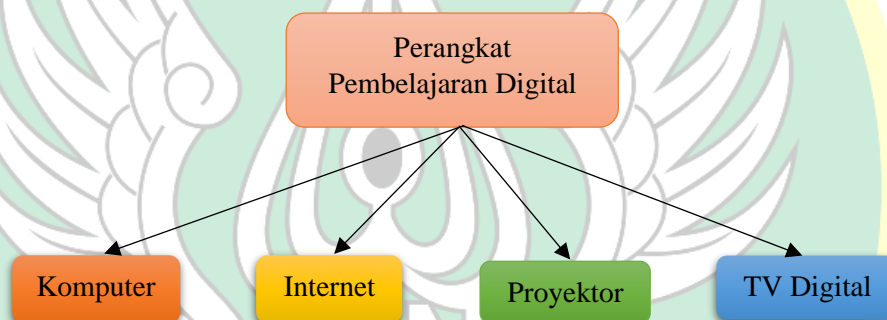 Perangkat
Pembelajaran Digital
Komputer
Internet
Proyektor
TV Digital